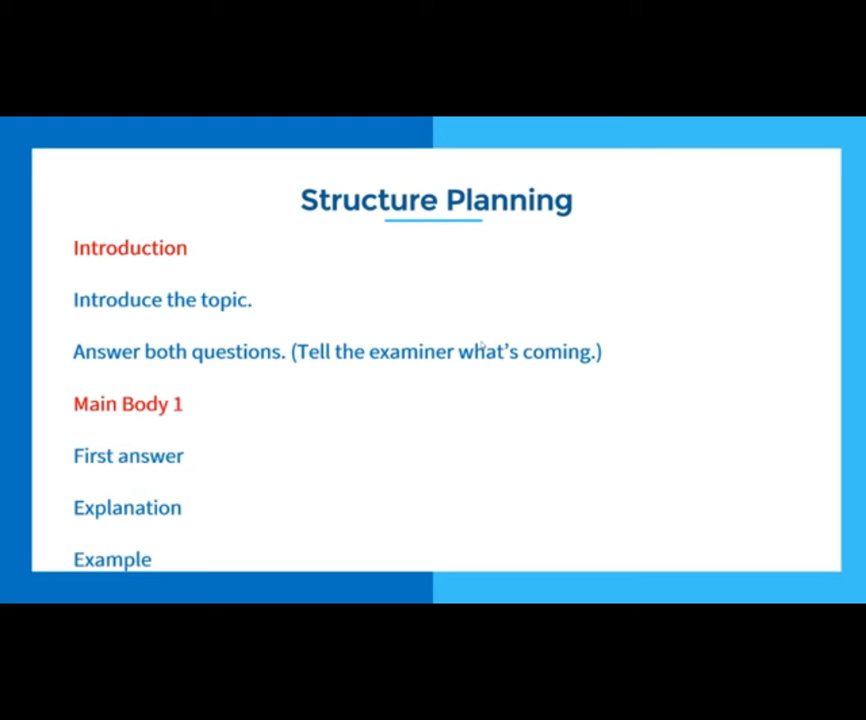 Structure Planning
Introduction
Introduce the topic.
Answer both questions. (Tell the examiner what's coming.)
Main Body 1
First answer
Explanation
Example